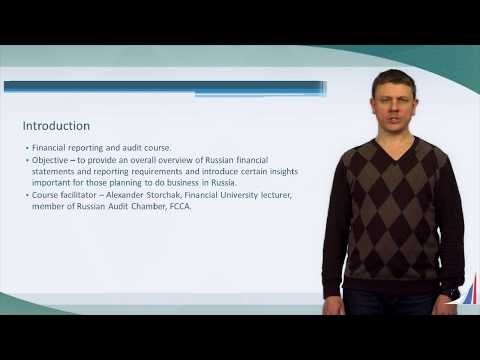 Introduction
• Financial reporting and audit course.
• Objective – to provide an overall overview of Russian financial
statements and reporting requirements and introduce certain insights
important for those planning to do business in Russia.
• Course facilitator – Alexander Storchak, Financial University lecturer,
member of Russian Audit Chamber, FCCA.